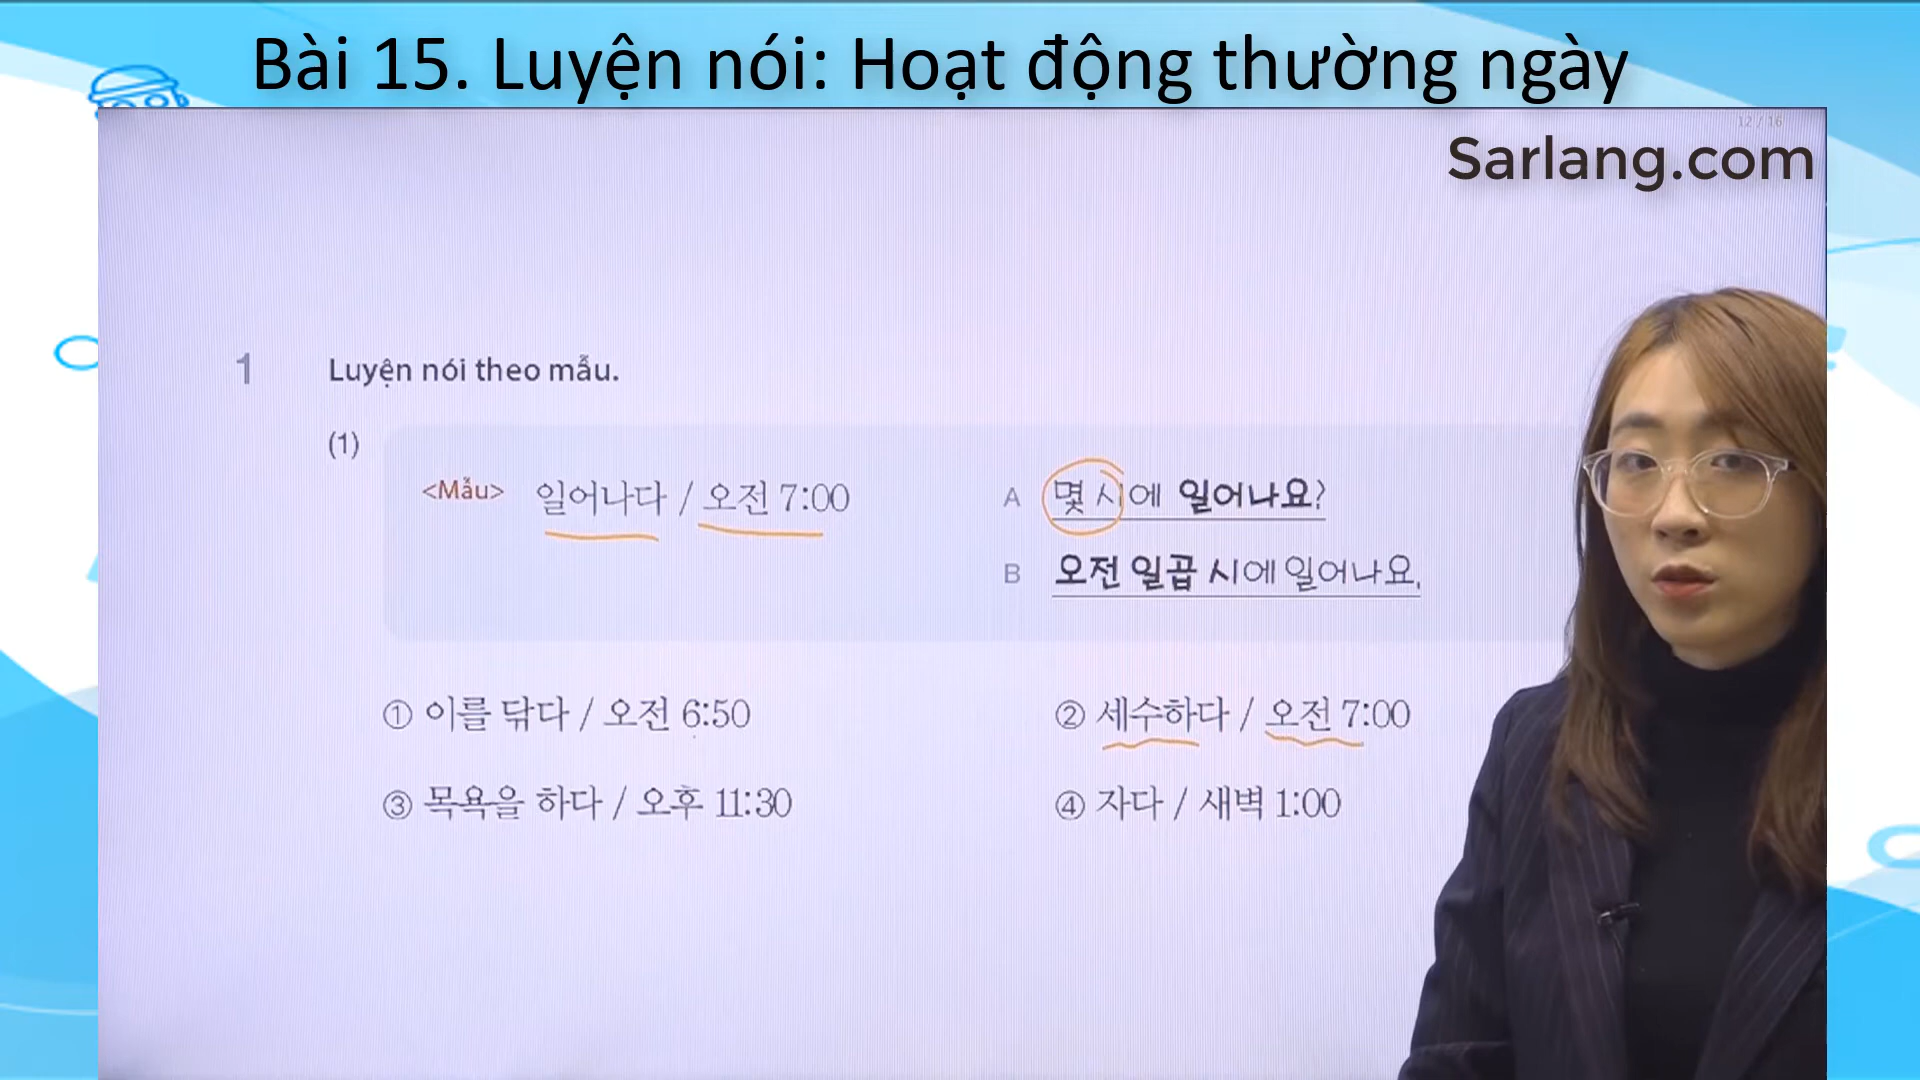 Bài 15. Luyện nói: Hoạt động thường ngày
12 / 16
Sarlang.com
1 Luyện nói theo mẫu.
(1)
<Mẫu> 일어나다 / 오전 7:00
A 몇 시에 일어나요?
B 오전 일곱 시에 일어나요.
① 이를 닦다 / 오전 6:50
② 세수하다 / 오전 7:00
③ 목욕을 하다 / 오후 11:30
④ 자다 / 새벽 1:00